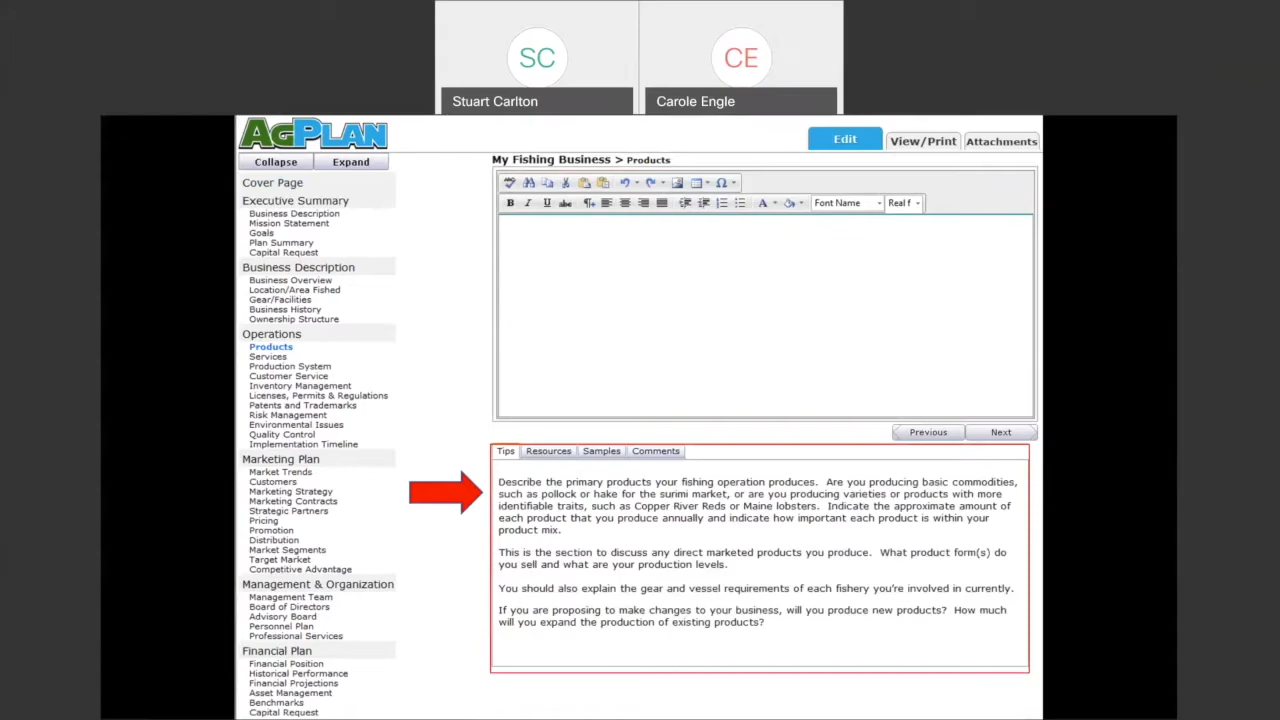 SC
CE
Stuart Carlton
Carole Engle
AgPlan
Edit
View/Print
Attachments
Collapse
Expand
My Fishing Business > Products
Cover Page
Executive Summary
Business Description
Mission Statement
Goals
Plan Summary
Capital Request
Business Description
Business Overview
Location/Area Fished
Gear/Facilities
Business History
Ownership Structure
Operations
Products
Services
Production System
Customer Service
Inventory Management
Licenses, Permits & Regulations
Patents and Trademarks
Risk Management
Environmental Issues
Quality Control
Implementation Timeline
Marketing Plan
Market Trends
Customers
Marketing Strategy
Marketing Contracts
Strategic Partners
Pricing
Promotion
Distribution
Market Segments
Target Market
Competitive Advantage
Management & Organization
Management Team
Board of Directors
Advisory Board
Personnel Plan
Professional Services
Financial Plan
Financial Position
Historical Performance
Financial Projections
Asset Management
Benchmarks
Capital Request
B I U abc A Font Name Real f
Previous
Next
Tips
Resources
Samples
Comments
Describe the primary products your fishing operation produces. Are you producing basic commodities,
such as pollock or hake for the surimi market, or are you producing varieties or products with more
identifiable traits, such as Copper River Reds or Maine lobsters. Indicate the approximate amount of
each product that you produce annually and indicate how important each product is within your
product mix.
This is the section to discuss any direct marketed products you produce. What product form(s) do
you sell and what are your production levels.
You should also explain the gear and vessel requirements of each fishery you're involved in currently.
If you are proposing to make changes to your business, will you produce new products? How much
will you expand the production of existing products?